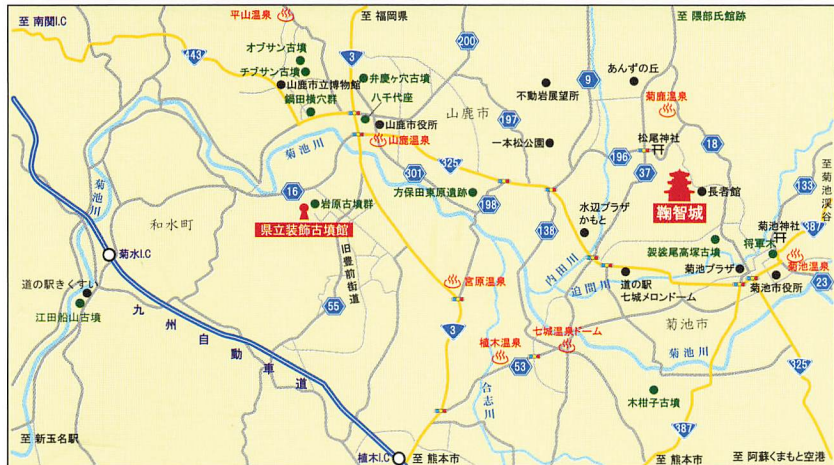 至 南関I.C
平山温泉
至 福岡県
至 隈部氏館跡
443
オブサン古墳
チブサン古墳
山鹿市立博物館
鍋田横穴群
3
弁慶ヶ穴古墳
八千代座
山鹿市役所
山鹿温泉
200
山鹿市
197
不動岩展望所
一本松公園
9
あんずの丘
菊鹿温泉
松尾神社
196
37
18
長者館
鞠智城
至 菊池渓谷
133
菊池神社
387
将軍木
菊池温泉
菊池市役所
23
袈裟尾高塚古墳
菊池プラザ
菊池川
325
301
方保田東原遺跡
198
138
水辺プラザ
かもと
内田川
迫間川
道の駅
七城メロンドーム
菊池市
菊池川
325
16
岩原古墳群
県立装飾古墳館
旧豊前街道
55
宮原温泉
3
植木温泉
53
七城温泉ドーム
合志川
木柑子古墳
387
菊池川
和水町
菊水I.C
道の駅きくすい
江田船山古墳
九州自動車道
至 新玉名駅
植木I.C
至 熊本市
至 阿蘇くまもと空港